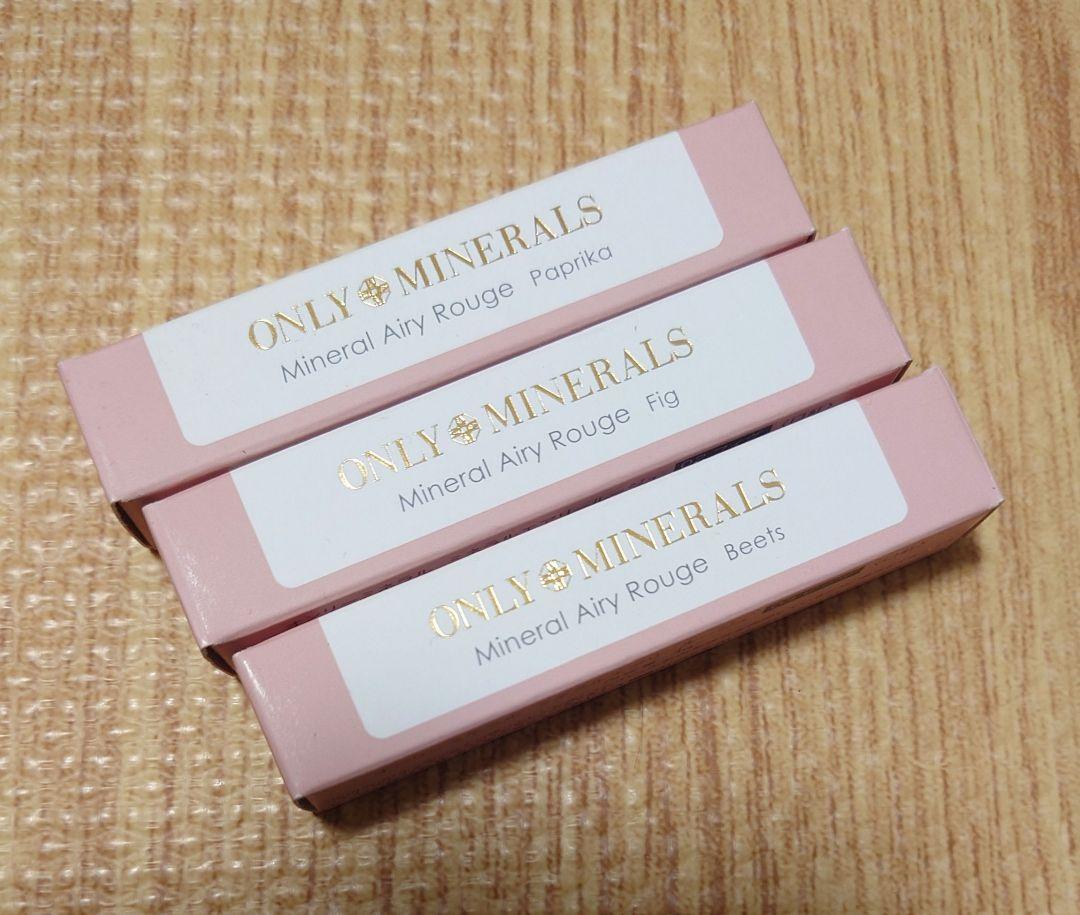 ONLY MINERALS
Mineral Airy Rouge Paprika
ONLY MINERALS
Mineral Airy Rouge Fig
ONLY MINERALS
Mineral Airy Rouge Beets